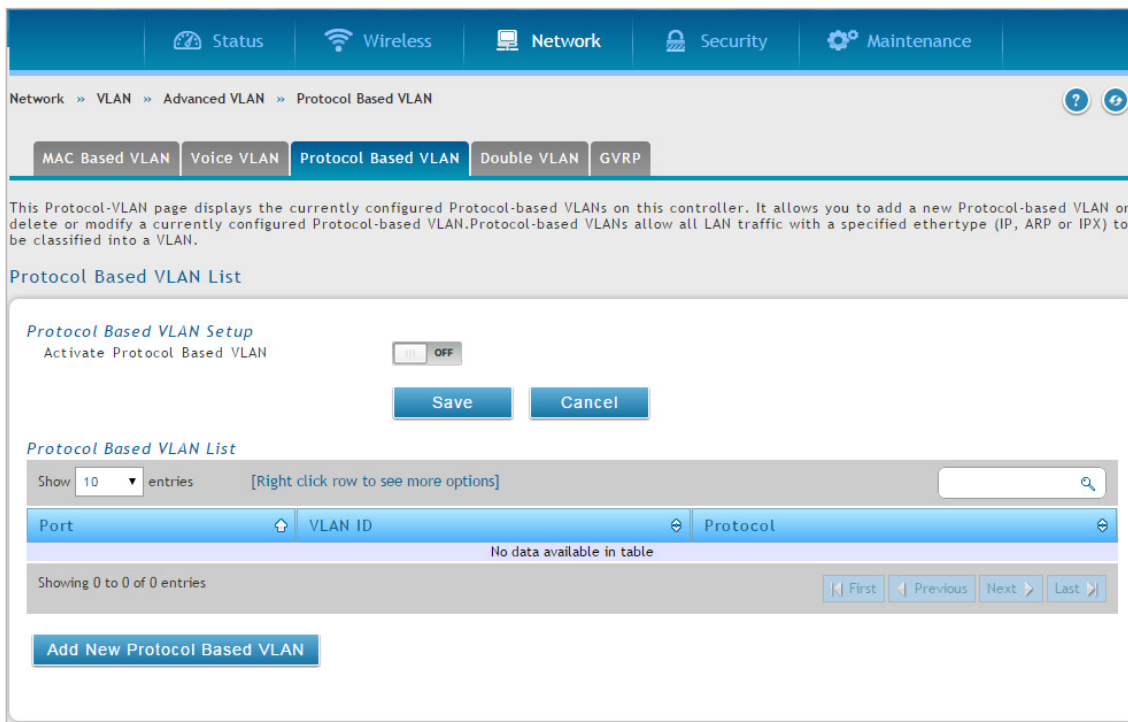 Status Wireless Network Security Maintenance
Network » VLAN » Advanced VLAN » Protocol Based VLAN
MAC Based VLAN Voice VLAN Protocol Based VLAN Double VLAN GVRP
This Protocol-VLAN page displays the currently configured Protocol-based VLANs on this controller. It allows you to add a new Protocol-based VLAN or
delete or modify a currently configured Protocol-based VLAN.Protocol-based VLANs allow all LAN traffic with a specified ethertype (IP, ARP or IPX) to
be classified into a VLAN.
Protocol Based VLAN List
Protocol Based VLAN Setup
Activate Protocol Based VLAN OFF
Save Cancel
Protocol Based VLAN List
Show 10 entries [Right click row to see more options]
Port VLAN ID Protocol
No data available in table
Showing 0 to 0 of 0 entries First Previous Next Last
Add New Protocol Based VLAN